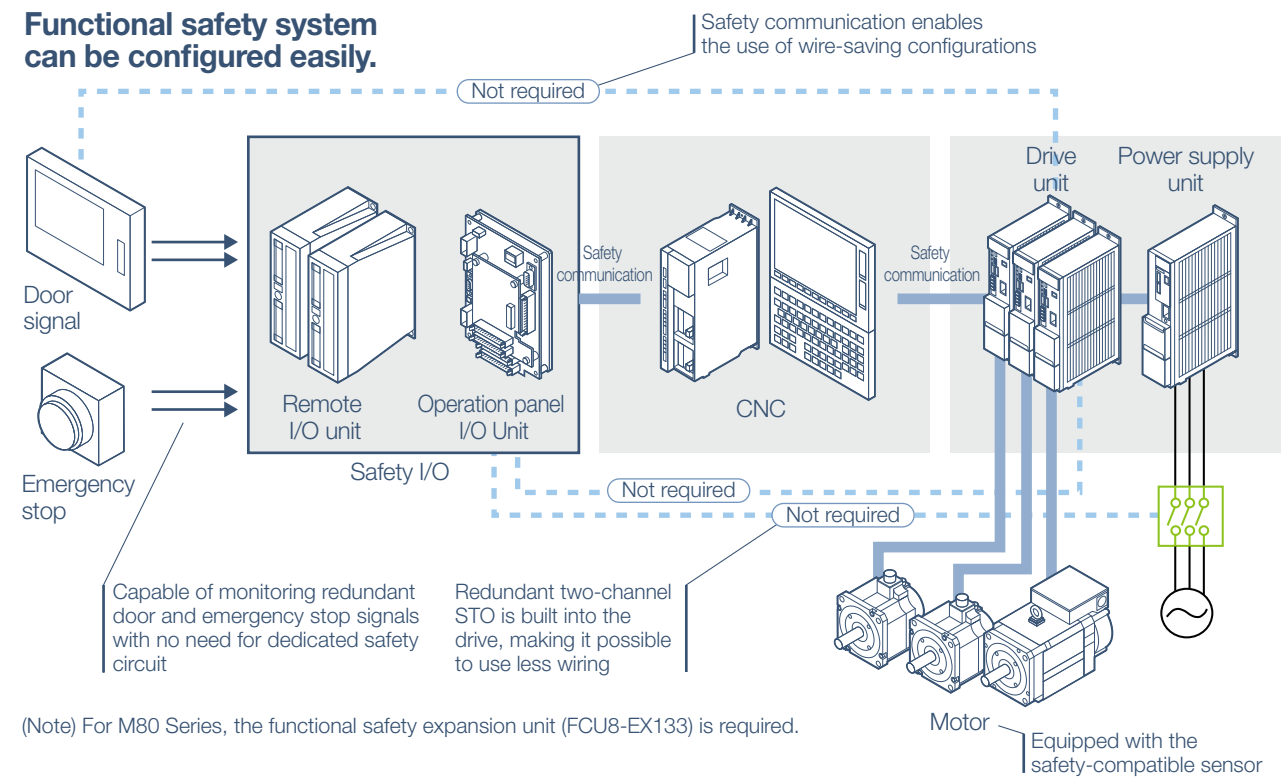 Functional safety system
can be configured easily.
Safety communication enables
the use of wire-saving configurations
Not required
Drive
unit
Power supply
unit
Door
signal
Safety
communication
Safety
communication
Remote
I/O unit
Operation panel
I/O Unit
CNC
Safety I/O
Emergency
stop
Not required
Not required
Capable of monitoring redundant
door and emergency stop signals
with no need for dedicated safety
circuit
Redundant two-channel
STO is built into the
drive, making it possible
to use less wiring
Motor
(Note) For M80 Series, the functional safety expansion unit (FCU8-EX133) is required.
Equipped with the
safety-compatible sensor